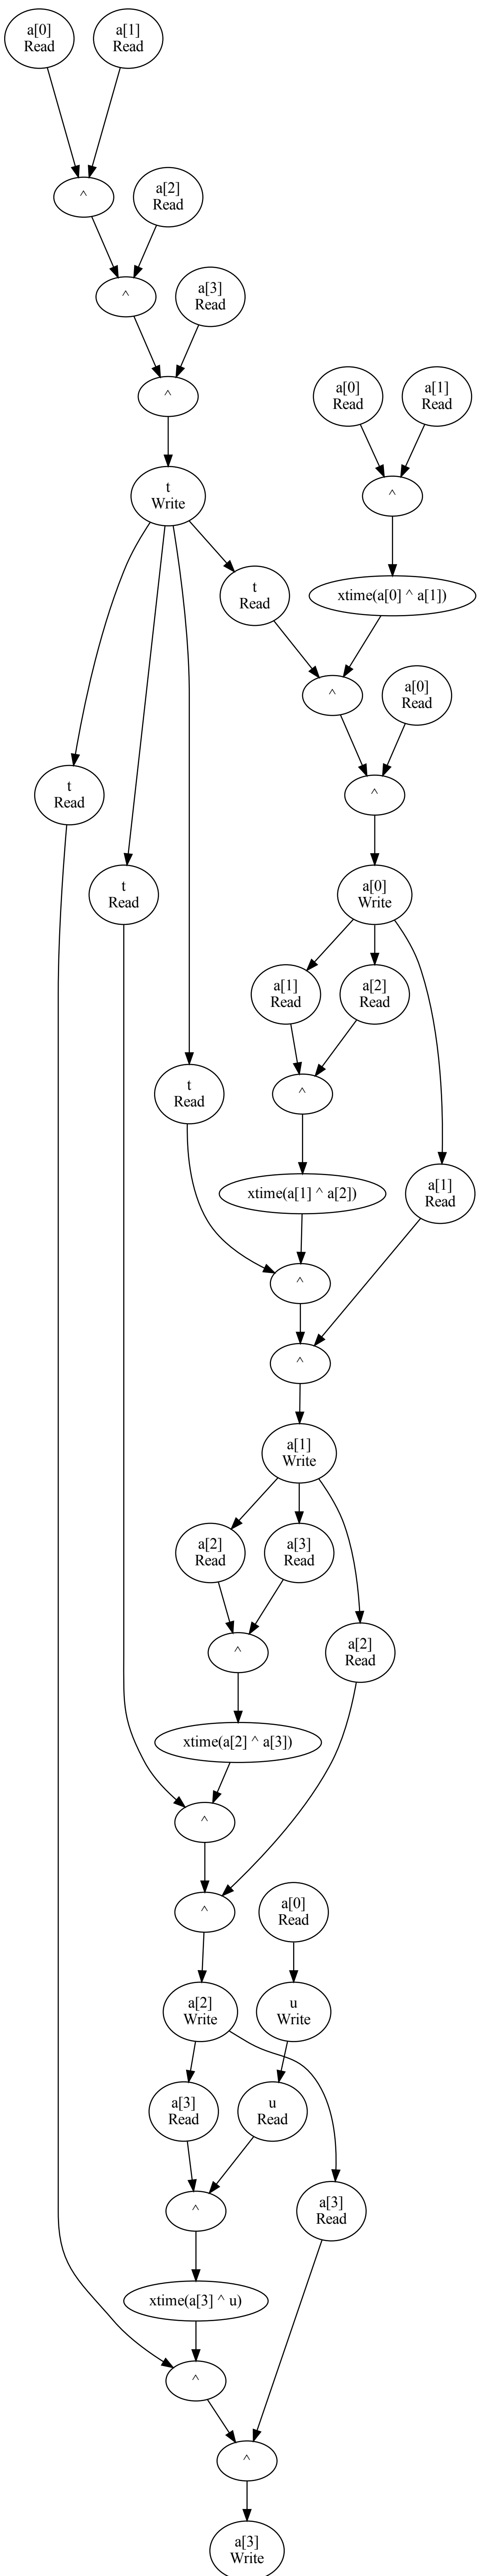 a[0]
Read
a[1]
Read
^
a[2]
Read
^
a[3]
Read
^
a[0]
Read
a[1]
Read
t
Write
^
t
Read
xtime(a[0] ^ a[1])
^
a[0]
Read
t
Read
^
t
Read
a[0]
Write
a[1]
Read
a[2]
Read
t
Read
^
xtime(a[1] ^ a[2])
a[1]
Read
^
^
a[1]
Write
a[2]
Read
a[3]
Read
^
a[2]
Read
xtime(a[2] ^ a[3])
^
^
a[0]
Read
a[2]
Write
u
Write
a[3]
Read
u
Read
^
a[3]
Read
xtime(a[3] ^ u)
^
^
a[3]
Write